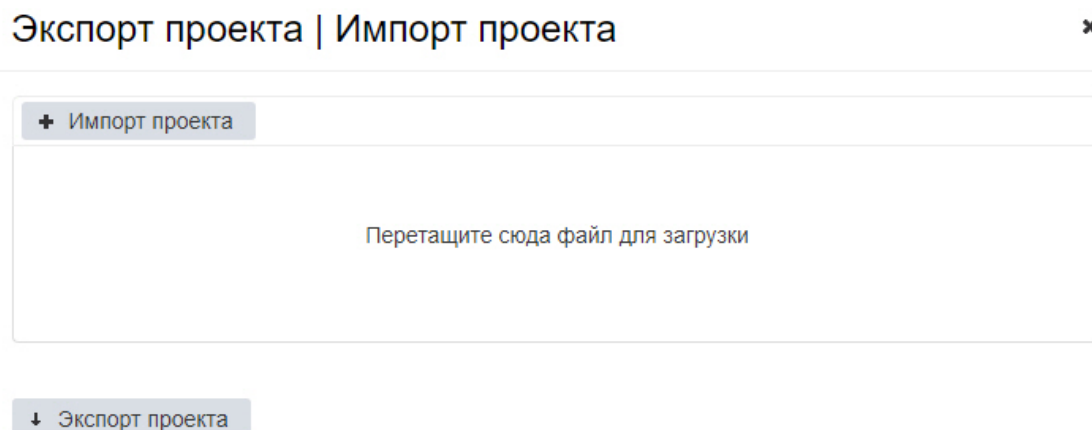 Экспорт проекта | Импорт проекта
Импорт проекта
Перетащите сюда файл для загрузки
Экспорт проекта